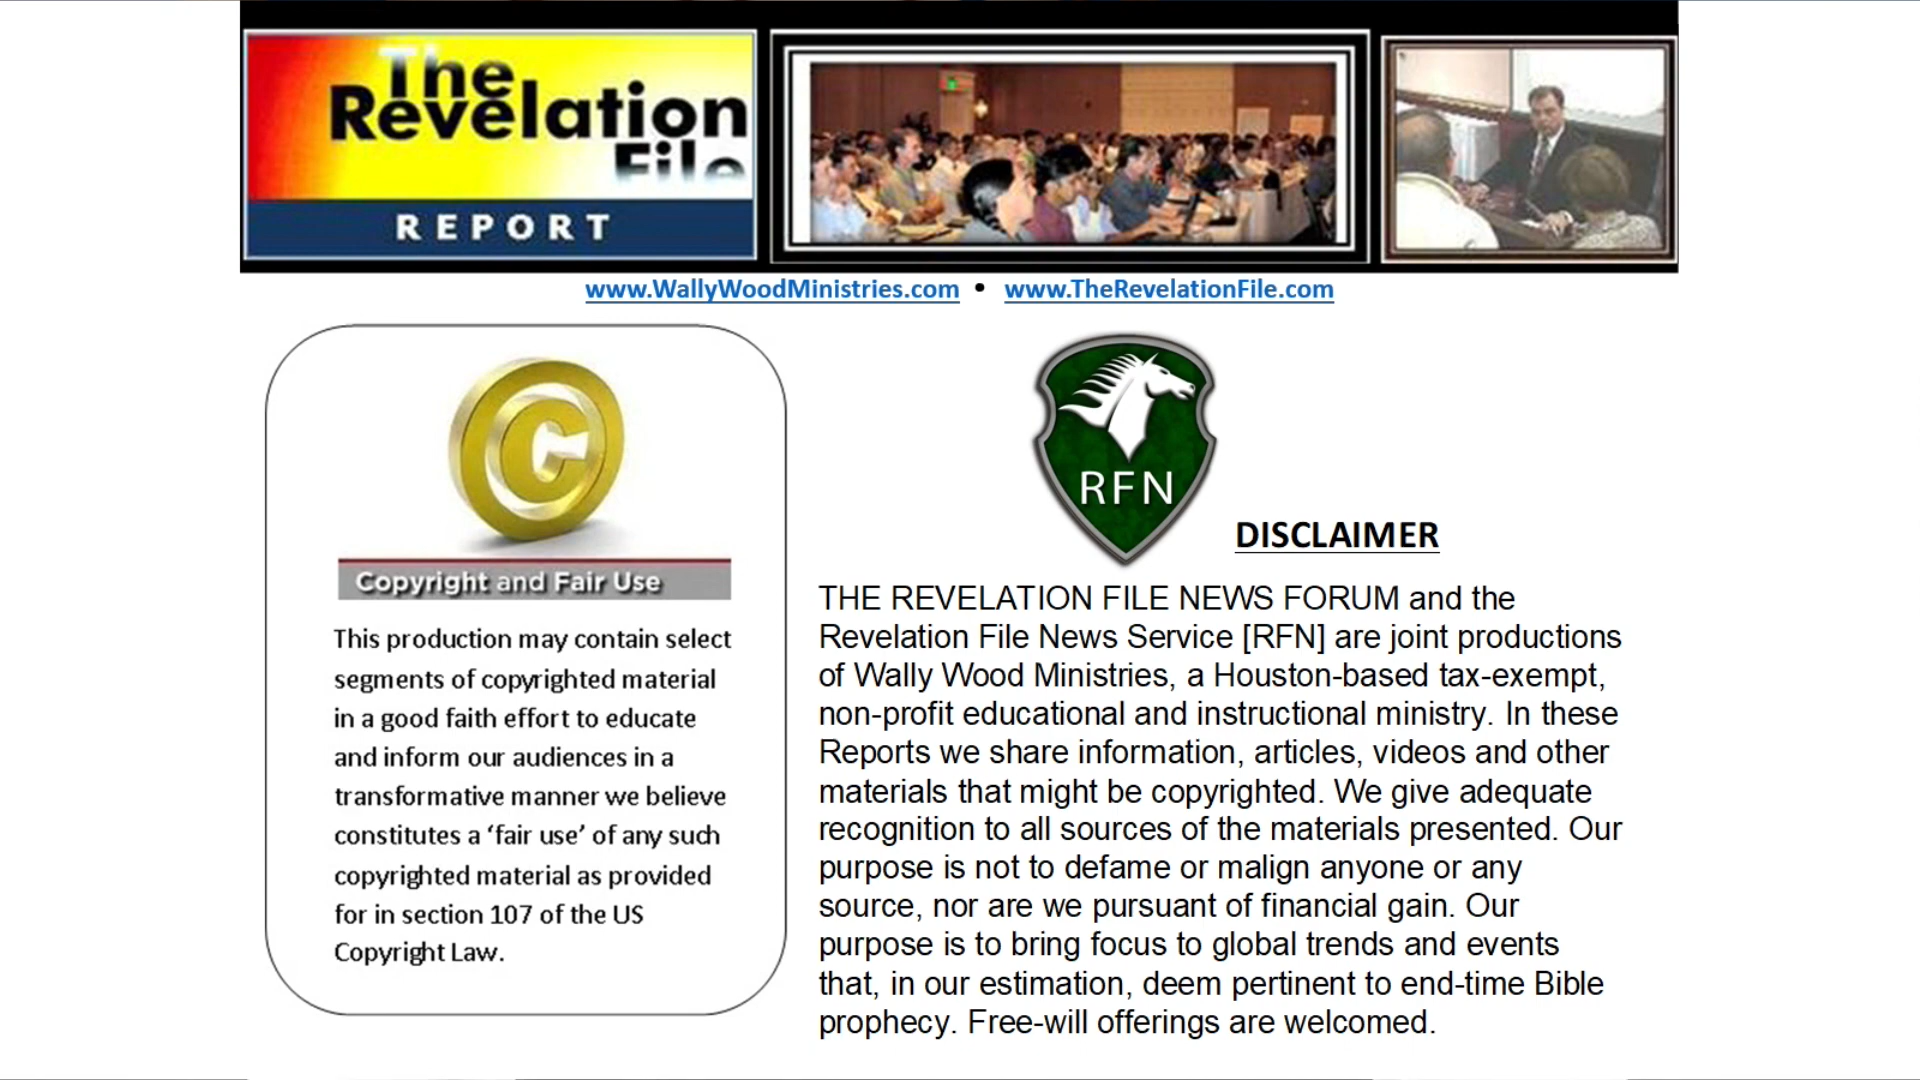 The
Revelation
File
REPORT
www.WallyWoodMinistries.com • www.TheRevelationFile.com
Copyright and Fair Use
This production may contain select
segments of copyrighted material
in a good faith effort to educate
and inform our audiences in a
transformative manner we believe
constitutes a ‘fair use’ of any such
copyrighted material as provided
for in section 107 of the US
Copyright Law.
RFN
DISCLAIMER
THE REVELATION FILE NEWS FORUM and the
Revelation File News Service [RFN] are joint productions
of Wally Wood Ministries, a Houston-based tax-exempt,
non-profit educational and instructional ministry. In these
Reports we share information, articles, videos and other
materials that might be copyrighted. We give adequate
recognition to all sources of the materials presented. Our
purpose is not to defame or malign anyone or any
source, nor are we pursuant of financial gain. Our
purpose is to bring focus to global trends and events
that, in our estimation, deem pertinent to end-time Bible
prophecy. Free-will offerings are welcomed.